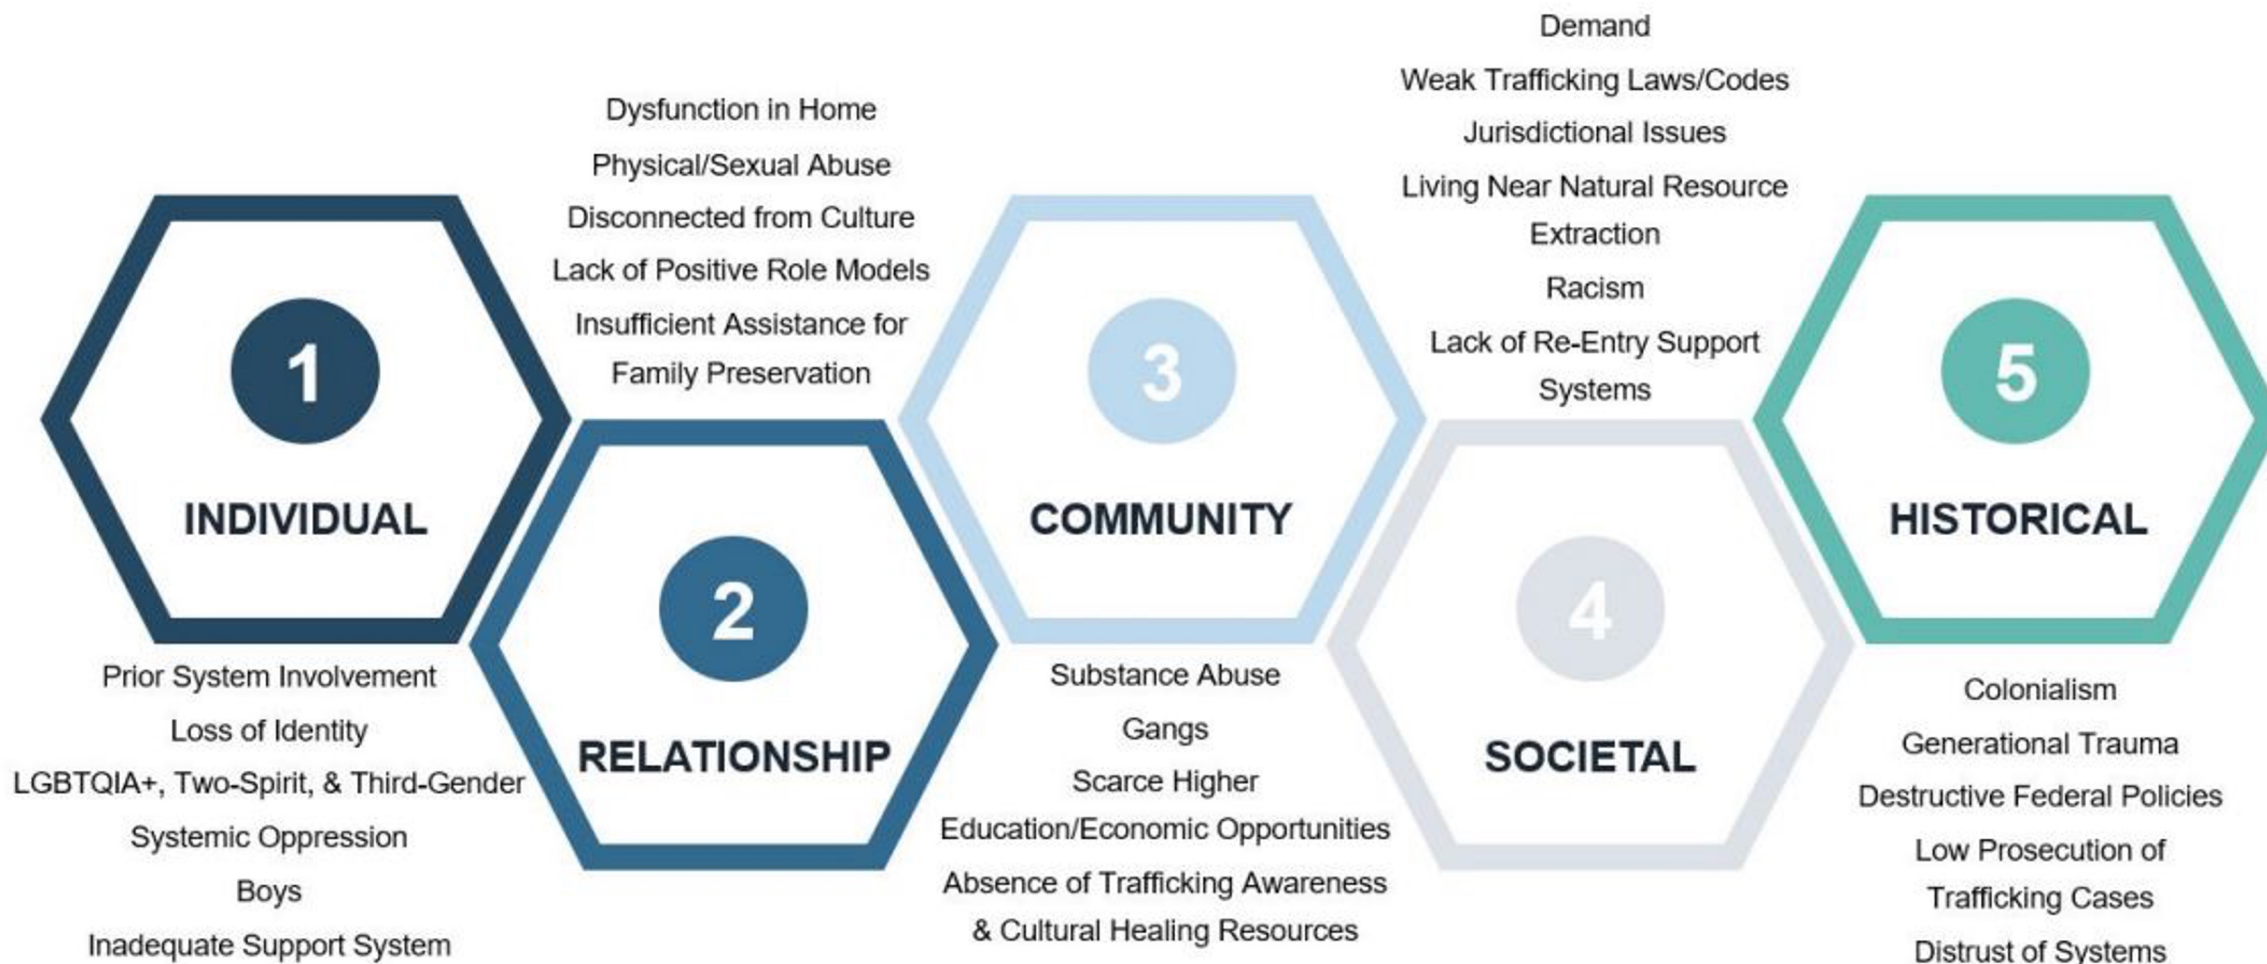 1
INDIVIDUAL
Prior System Involvement
Loss of Identity
LGBTQIA+, Two-Spirit, & Third-Gender
Systemic Oppression
Boys
Inadequate Support System
Dysfunction in Home
Physical/Sexual Abuse
Disconnected from Culture
Lack of Positive Role Models
Insufficient Assistance for
Family Preservation
2
RELATIONSHIP
3
COMMUNITY
Substance Abuse
Gangs
Scarce Higher
Education/Economic Opportunities
Absence of Trafficking Awareness
& Cultural Healing Resources
Demand
Weak Trafficking Laws/Codes
Jurisdictional Issues
Living Near Natural Resource
Extraction
Racism
Lack of Re-Entry Support
Systems
4
SOCIETAL
5
HISTORICAL
Colonialism
Generational Trauma
Destructive Federal Policies
Low Prosecution of
Trafficking Cases
Distrust of Systems